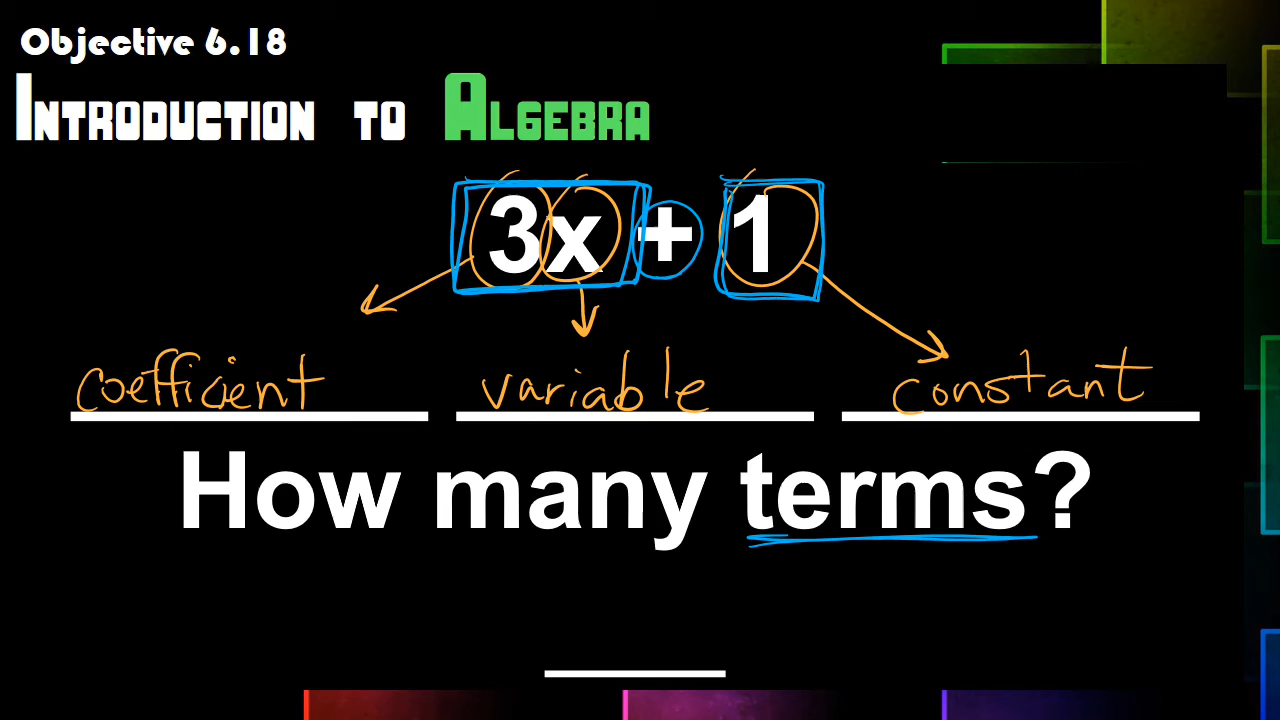 Objective 6.18
Introduction to Algebra
3x + 1
coefficient variable constant
How many terms?